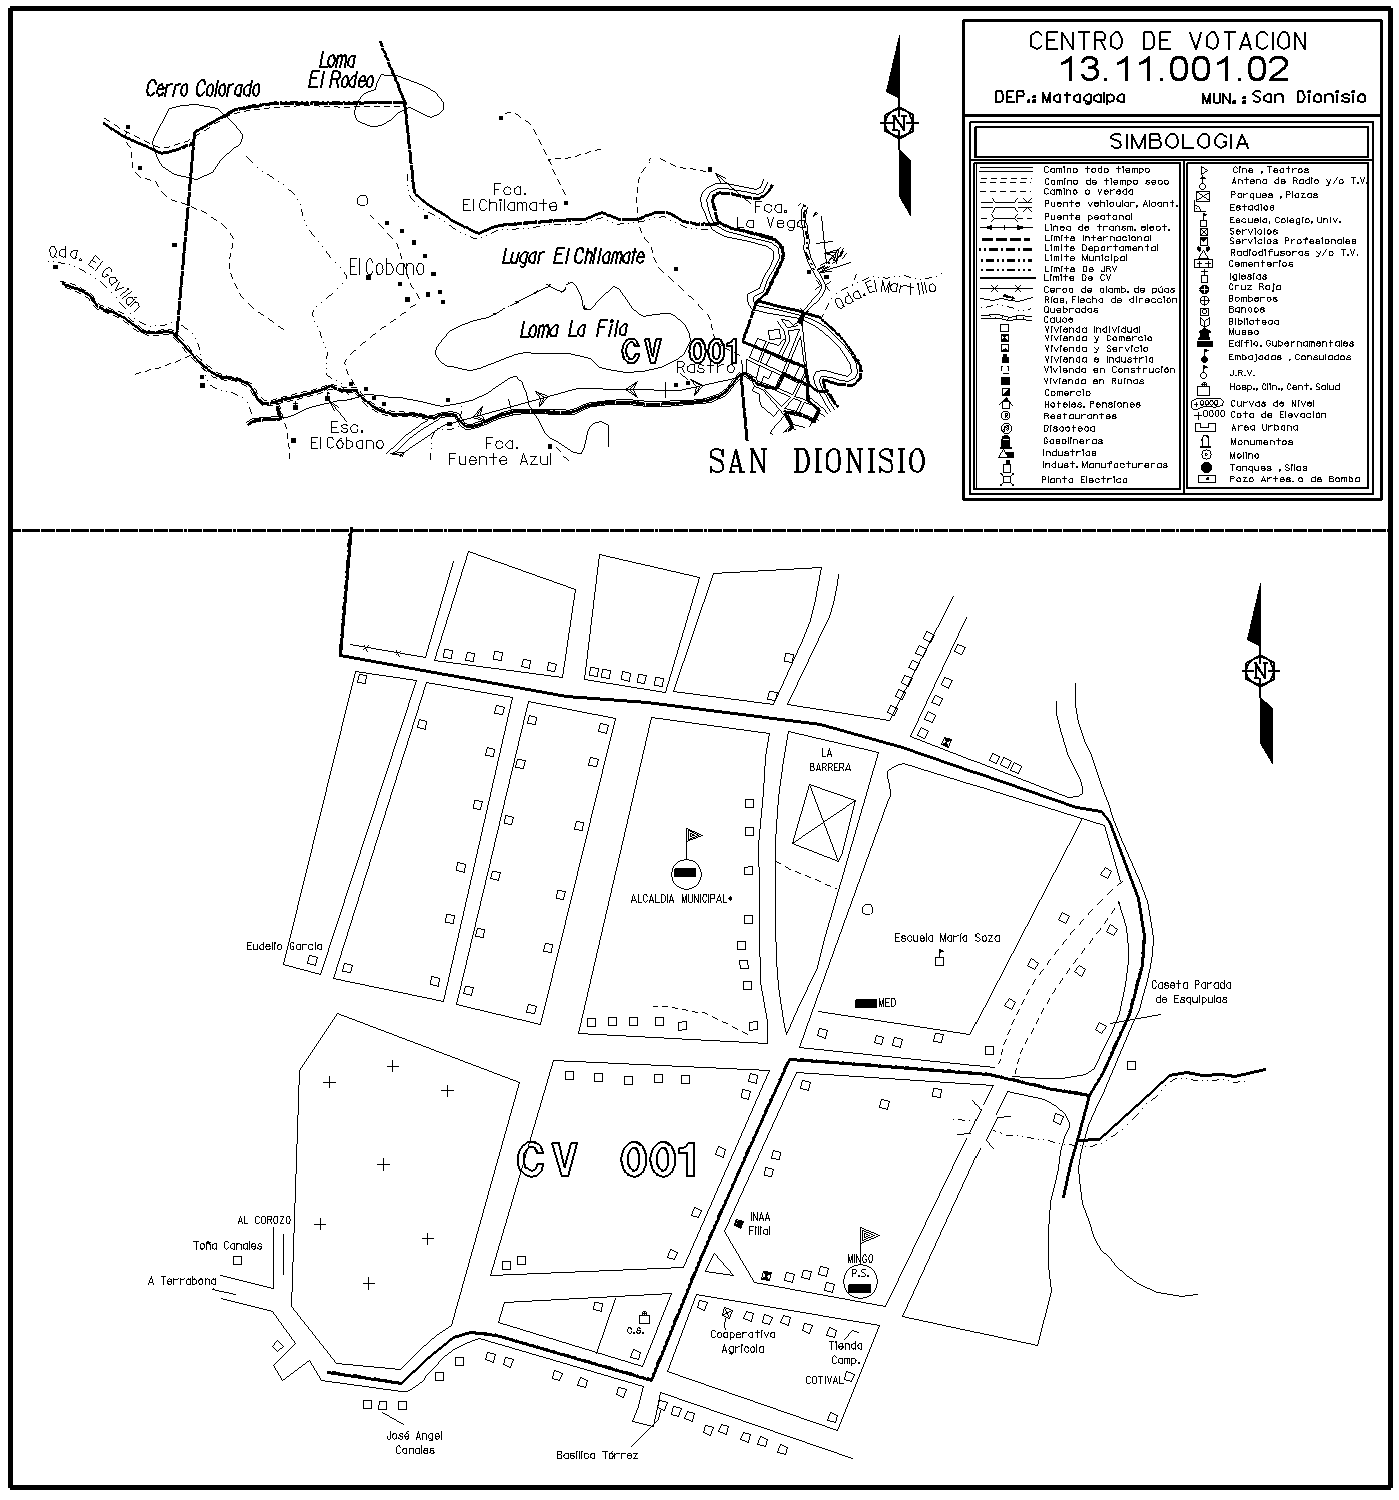 CENTRO DE VOTACION
13.11.001.02
DEP.: Matagalpa
MUN.: San Dionisio
SIMBOLOGIA
Camino todo tiempo
Camino de tiempo seco
Camino o vereda
Puente vehicular, Alcant.
Puente peatonal
Linea de transm. elect.
Limite Internacional
Limite Departamental
Limite Municipal
Limite De JRV
Limite De CV
Cerca de alamb. de púas
Rios, Flecha de dirección
Quebradas
Cauce
Vivienda Individual
Vivienda y Comercio
Vivienda y Servicio
Vivienda e Industria
Vivienda en Construción
Vivienda en Ruinas
Comercio
Hoteles. Pensiones
Restaurantes
Discoteca
Gasolineras
Industrias
Indust. Manufactureras
Planta Electrica
Cine , Teatros
Antena de Radio y/o T.V.
Parques , Plazas
Estadios
Escuela, Colegio, Univ.
Servicios
Servicios Profesionales
Radiodifusoras y/o T.V.
Cementerios
Iglesias
Cruz Roja
Bomberos
Bancos
Biblioteca
Museo
Edific. Gubernamentales
Embajadas , Consulados
J.R.V.
Hosp., Clin., Cent. Salud
Curvas de Nivel
Cota de Elevación
Area Urbana
Monumentos
Molino
Tanques , Silos
Pozo Artes. o de Bomba
Loma
El Rodeo
Cerro Colorado
N
Fca.
El Chilamate
Fca.
La Vega
Lugar El Chilamate
Qda. El Gavilán
El Cobano
Qda. El Martillo
Loma La Fila
CV 001
Rastro
Esc.
El Cóbano
Fca.
Fuente Azul
SAN DIONISIO
N
LA
BARRERA
ALCALDIA MUNICIPAL
Eudelio García
Escuela María Soza
MED
Caseta Parada
de Esquipulas
CV 001
AL COROZO
Toña Canales
A Terrabona
INAA
Filial
MINGO
P.S.
C.S.
Cooperativa
Agrícola
Tienda
Camp.
COTIVAL
José Angel
Canales
Basilica Tórrez